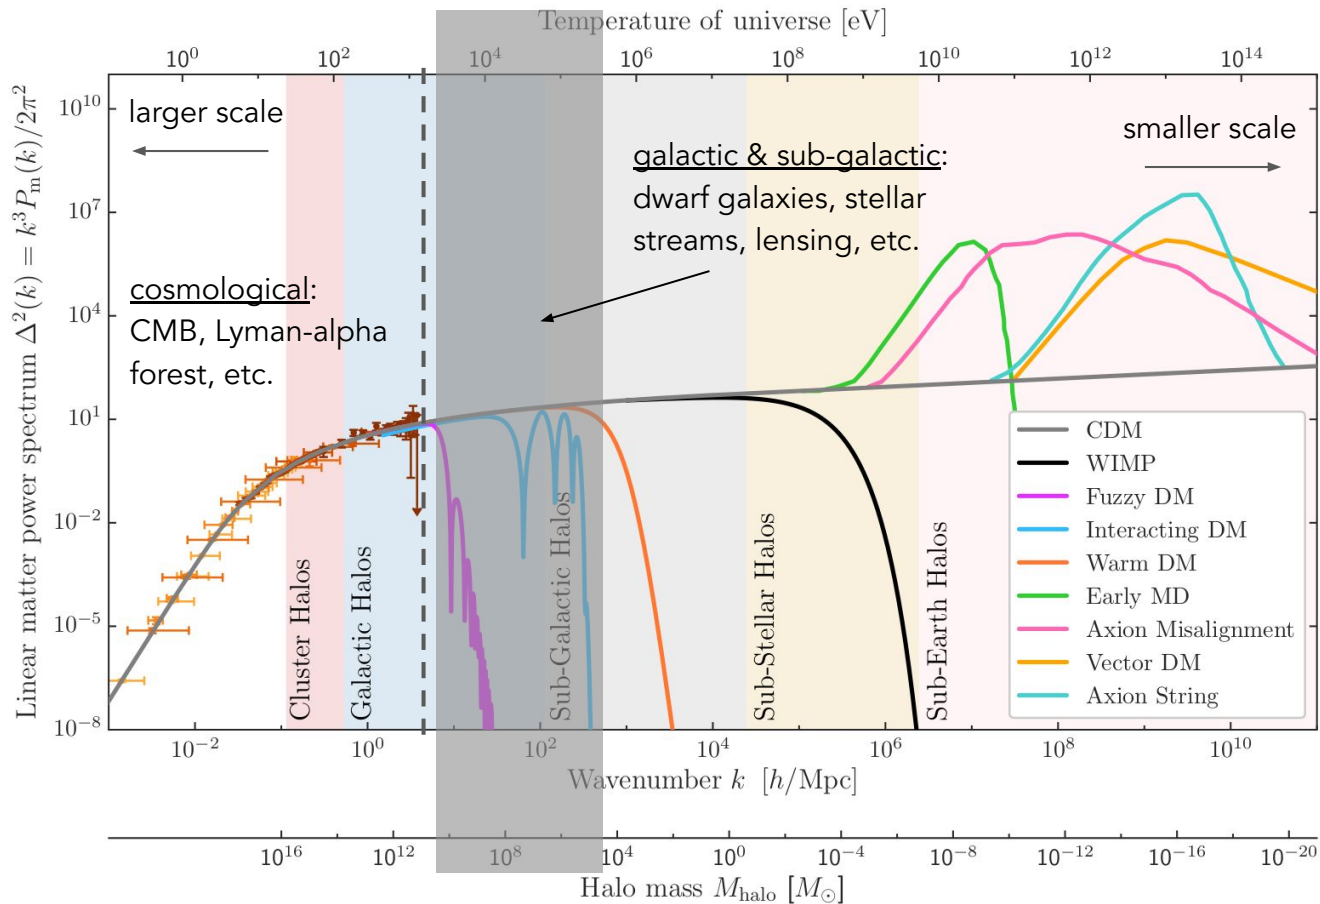 Temperature of universe [eV]
10^0 10^2 10^4 10^6 10^8 10^10 10^12 10^14
Linear matter power spectrum Δ²(k) = k³P_m(k)/2π²
10^10
10^7
10^4
10^1
10^−2
10^−5
10^−8
larger scale
smaller scale
galactic & sub-galactic:
dwarf galaxies, stellar
streams, lensing, etc.
cosmological:
CMB, Lyman-alpha
forest, etc.
Cluster Halos
Galactic Halos
Sub-Galactic Halos
Sub-Stellar Halos
Sub-Earth Halos
CDM
WIMP
Fuzzy DM
Interacting DM
Warm DM
Early MD
Axion Misalignment
Vector DM
Axion String
10^−2 10^0 10^2 10^4 10^6 10^8 10^10
Wavenumber k [h/Mpc]
10^16 10^12 10^8 10^4 10^0 10^−4 10^−8 10^−12 10^−16 10^−20
Halo mass M_halo [M_⊙]